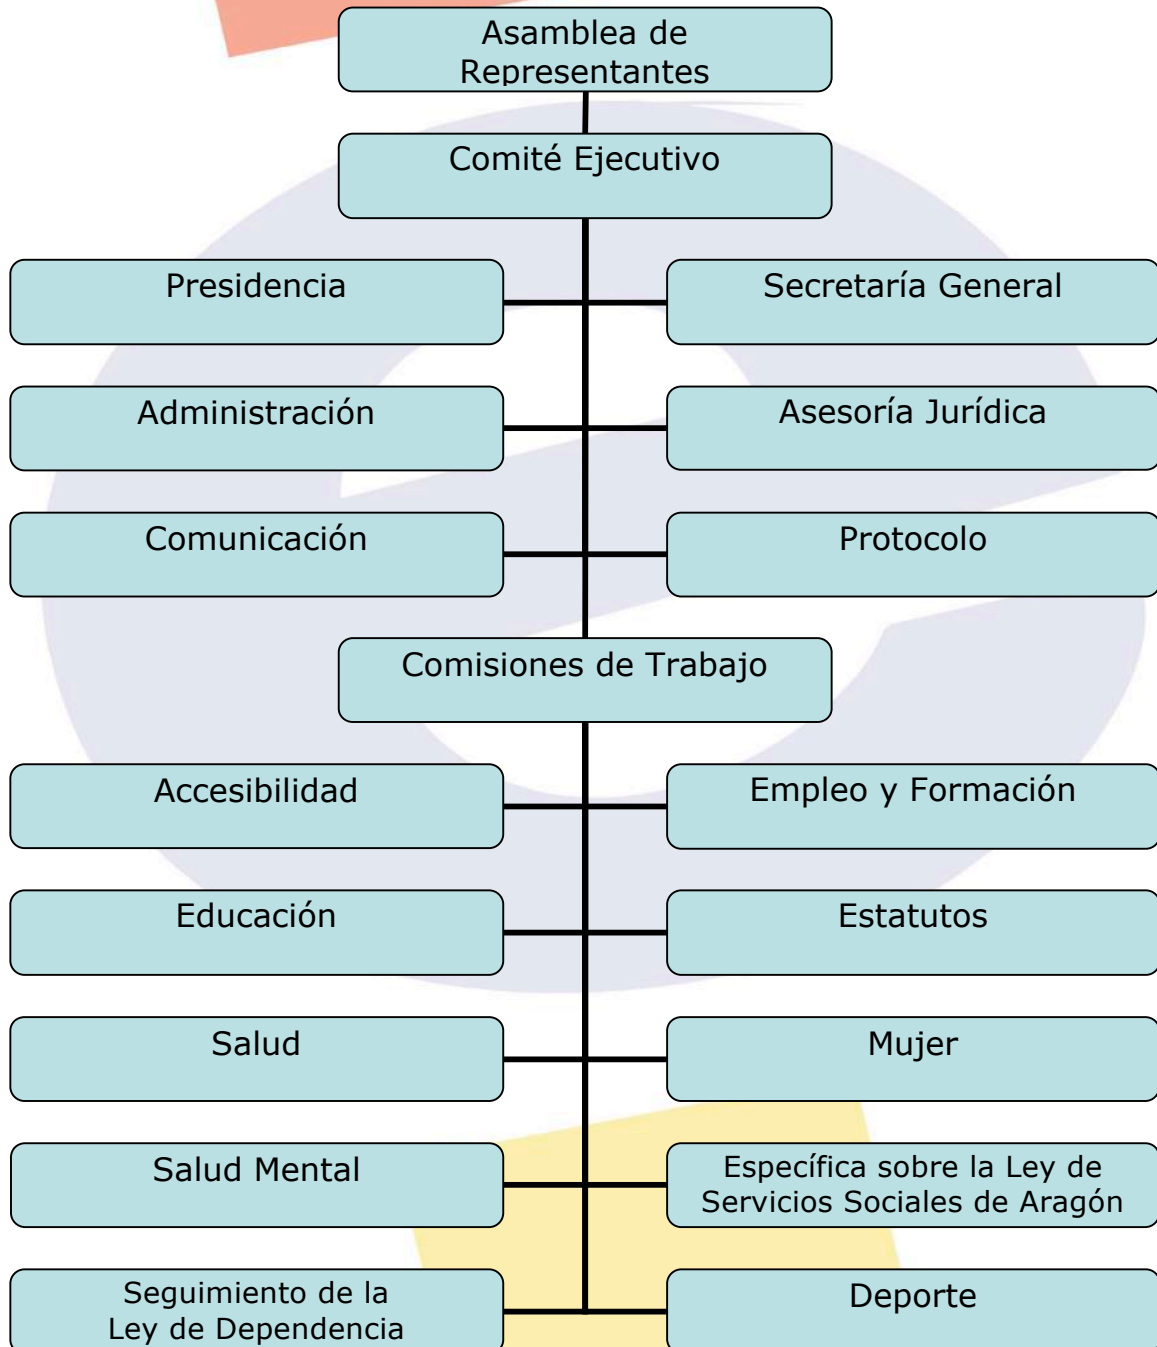 Asamblea de
Representantes
Comité Ejecutivo
Presidencia
Secretaría General
Administración
Asesoría Jurídica
Comunicación
Protocolo
Comisiones de Trabajo
Accesibilidad
Empleo y Formación
Educación
Estatutos
Salud
Mujer
Salud Mental
Específica sobre la Ley de
Servicios Sociales de Aragón
Seguimiento de la
Ley de Dependencia
Deporte